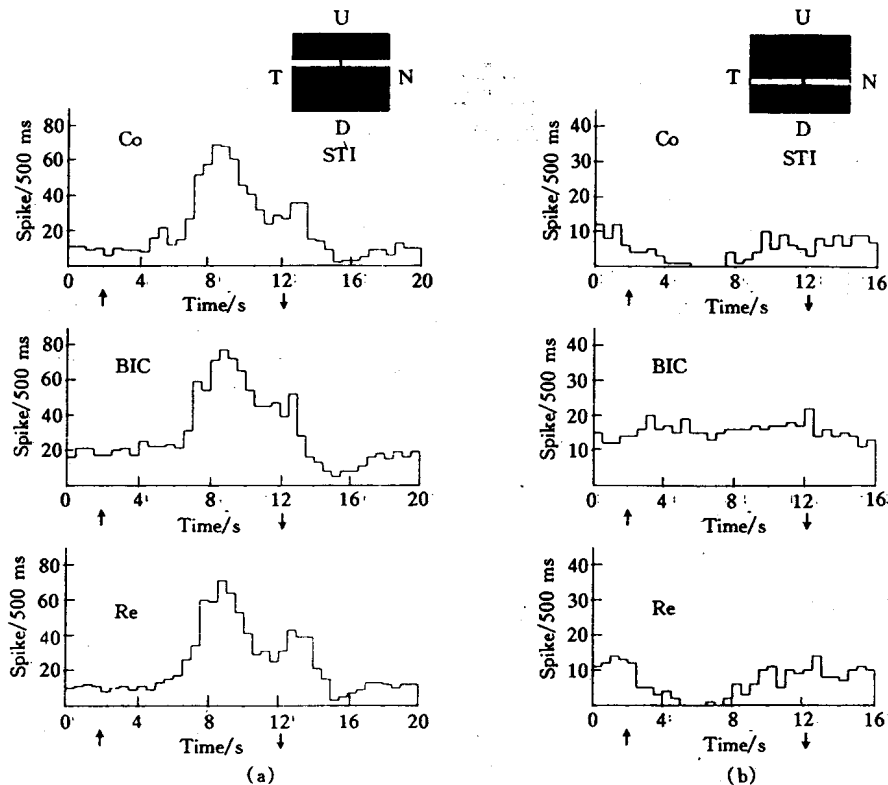 U
T N
D
STI
Co
Spike/500 ms
80
60
40
20
0 4 8 12 16 20
Time/s
↑ ↓
BIC
Spike/500 ms
80
60
40
20
0 4 8 12 16 20
Time/s
↑ ↓
Re
Spike/500 ms
80
60
40
20
0 4 8 12 16 20
Time/s
↑ ↓
(a)
U
T N
D
STI
Co
Spike/500 ms
40
30
20
10
0 4 8 12 16
Time/s
↑ ↓
BIC
Spike/500 ms
40
30
20
10
0 4 8 12 16
Time/s
↑ ↓
Re
Spike/500 ms
40
30
20
10
0 4 8 12 16
Time/s
↑ ↓
(b)